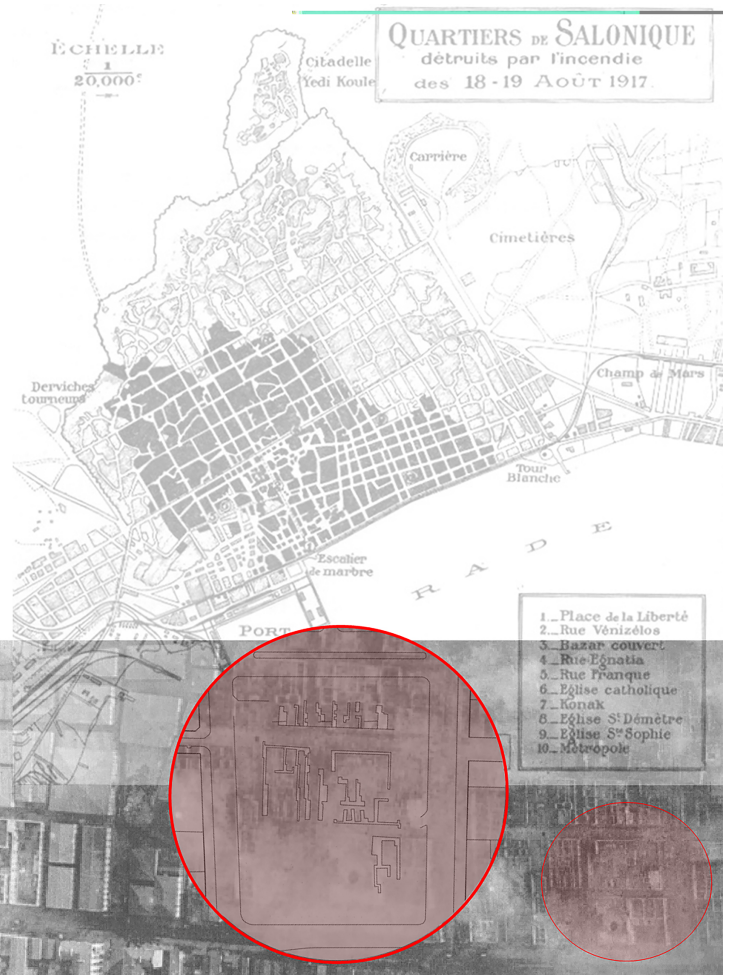 ÉCHELLE
1
20,000e
QUARTIERS DE SALONIQUE
détruits par l'incendie
des 18-19 AOÛT 1917.
Citadelle
Yedi Koule
Carrière
Cimetières
Derviches
tourneurs
Champ de Mars
Tour
Blanche
Escalier
de marbre
RADE
PORT
1._Place de la Liberté
2._Rue Vénizélos
3._Bazar couvert
4._Rue Egnatia
5._Rue Franque
6._Eglise catholique
7._Konak
8._Eglise St Démètre
9._Eglise Ste Sophie
10._Métropole